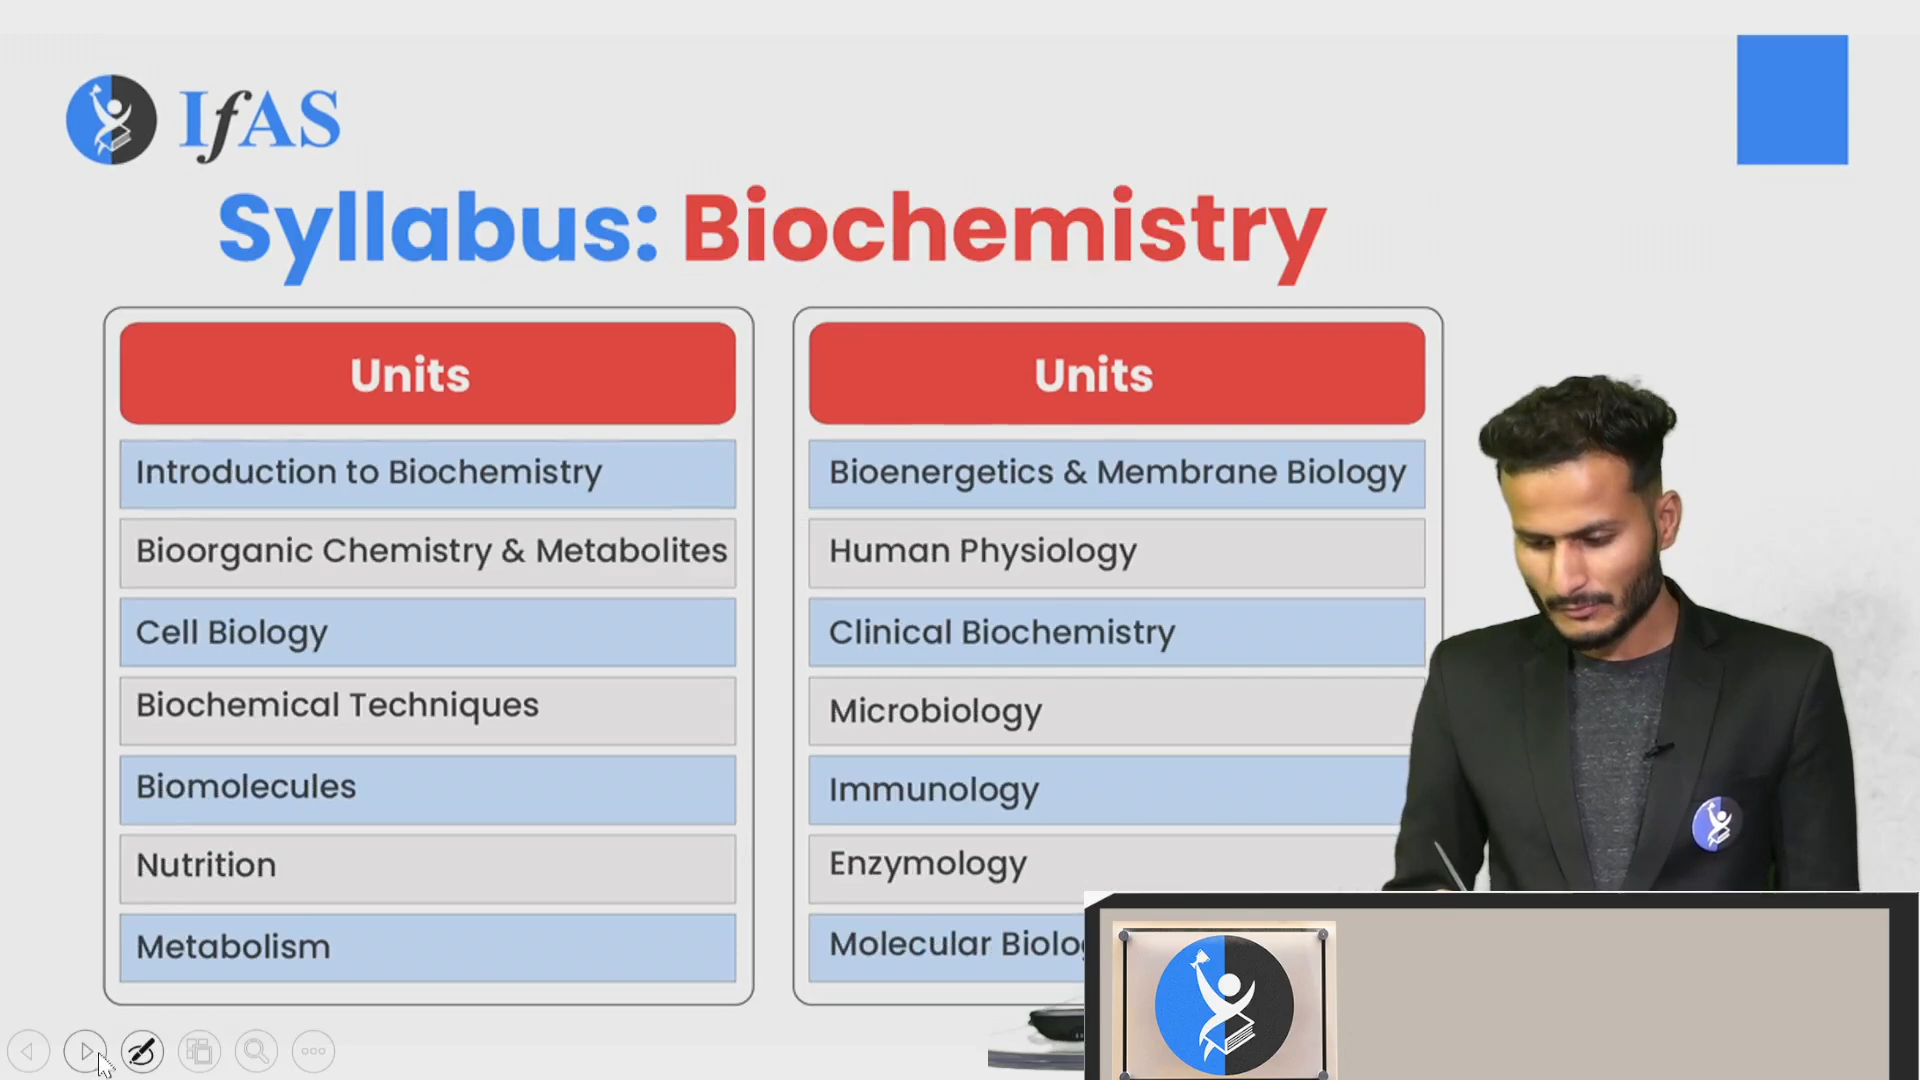 IfAS
Syllabus: Biochemistry
Units
Introduction to Biochemistry
Bioorganic Chemistry & Metabolites
Cell Biology
Biochemical Techniques
Biomolecules
Nutrition
Metabolism
Units
Bioenergetics & Membrane Biology
Human Physiology
Clinical Biochemistry
Microbiology
Immunology
Enzymology
Molecular